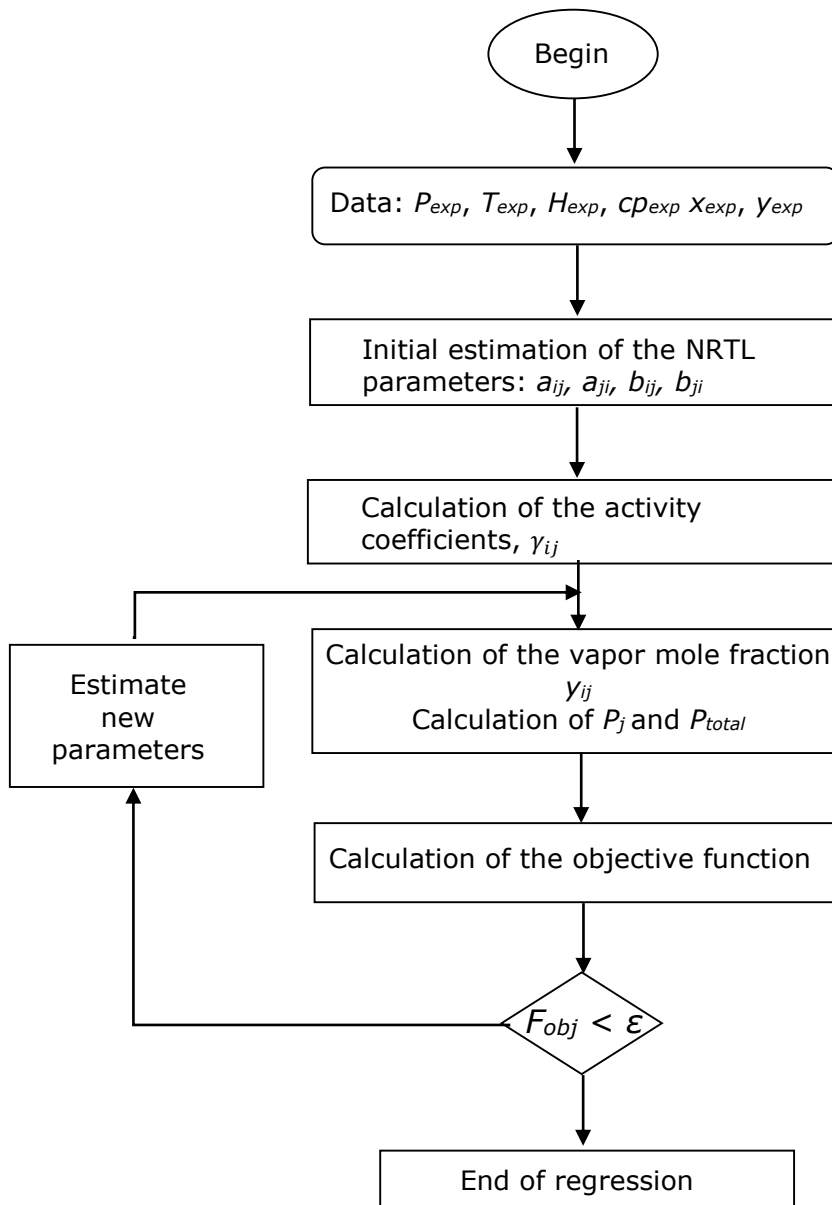 Begin
Data: Pexp, Texp, Hexp, cpexp xexp, yexp
Initial estimation of the NRTL
parameters: aij, aji, bij, bji
Calculation of the activity
coefficients, γij
Calculation of the vapor mole fraction
yij
Calculation of Pj and Ptotal
Estimate
new
parameters
Calculation of the objective function
Fobj < ε
End of regression